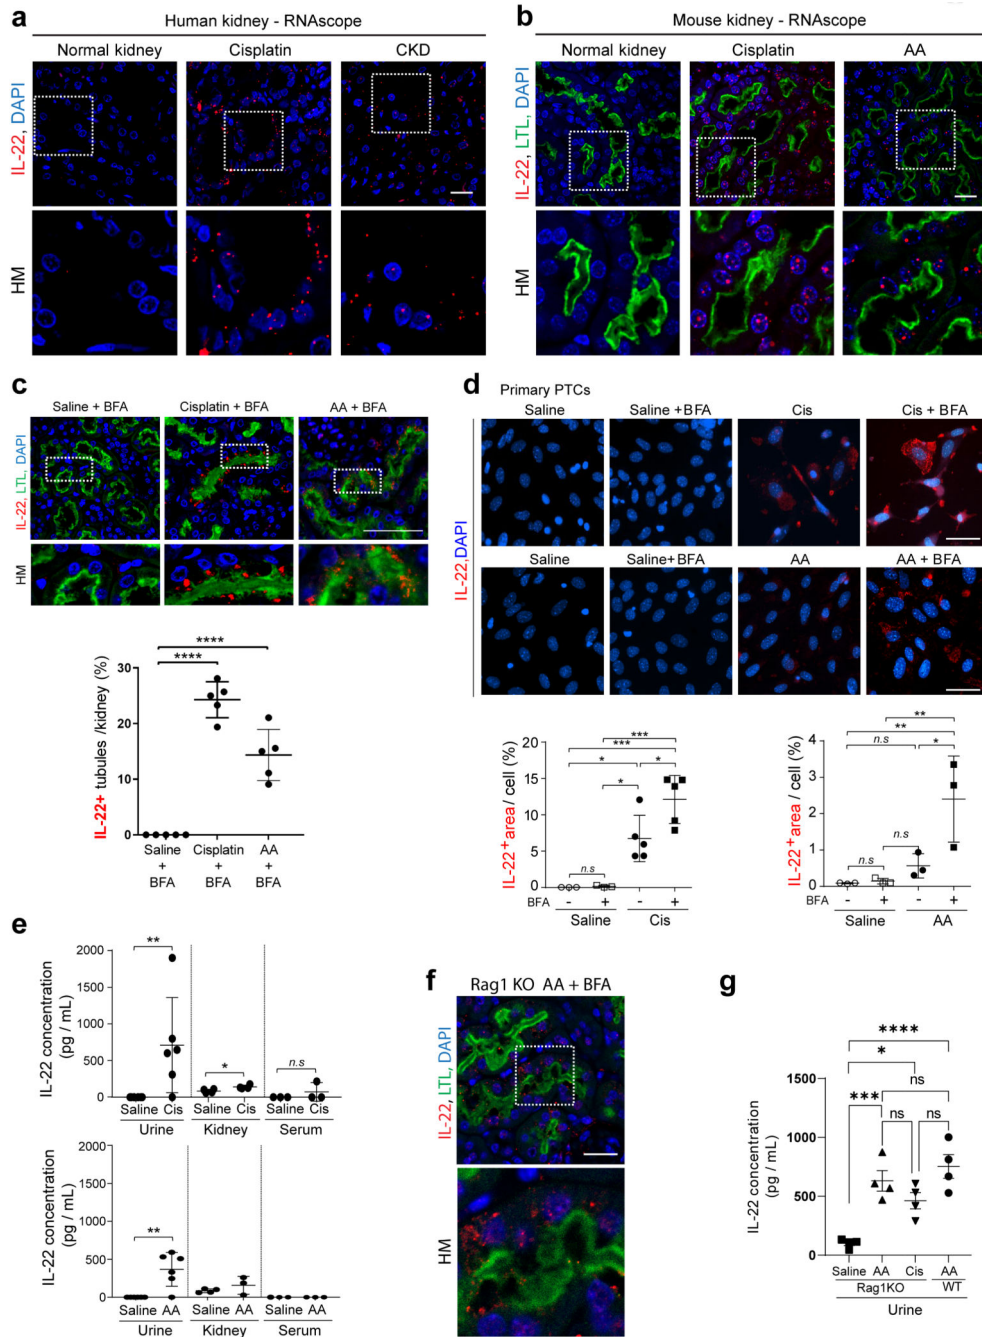 a
Human kidney - RNAscope
Normal kidney Cisplatin CKD
IL-22, DAPI
HM
b
Mouse kidney - RNAscope
Normal kidney Cisplatin AA
IL-22, LTL, DAPI
HM
c
Saline + BFA Cisplatin + BFA AA + BFA
IL-22, LTL, DAPI
HM
****
****
IL-22+ tubules /kidney (%)
30
20
10
0
Saline + BFA
Cisplatin + BFA
AA + BFA
d
Primary PTCs
Saline Saline +BFA Cis Cis + BFA
IL-22,DAPI
Saline Saline+BFA AA AA + BFA
IL-22+area / cell (%)
20
15
10
5
0
***
***
* *
*
n.s
BFA - + - +
Saline Cis
IL-22+area / cell (%)
4
3
2
1
0
**
**
n.s *
n.s
n.s
BFA - + - +
Saline AA
e
IL-22 concentration
(pg / mL)
2000
1500
1000
500
0
** * n.s
Saline Cis Saline Cis Saline Cis
Urine Kidney Serum
IL-22 concentration
(pg / mL)
2000
1500
1000
500
0
**
Saline AA Saline AA Saline AA
Urine Kidney Serum
f
Rag1 KO AA + BFA
IL-22, LTL, DAPI
HM
g
IL-22 concentration
(pg / mL)
1500
1000
500
0
****
*
ns
*** ns ns
Saline AA Cis AA
Rag1KO WT
Urine